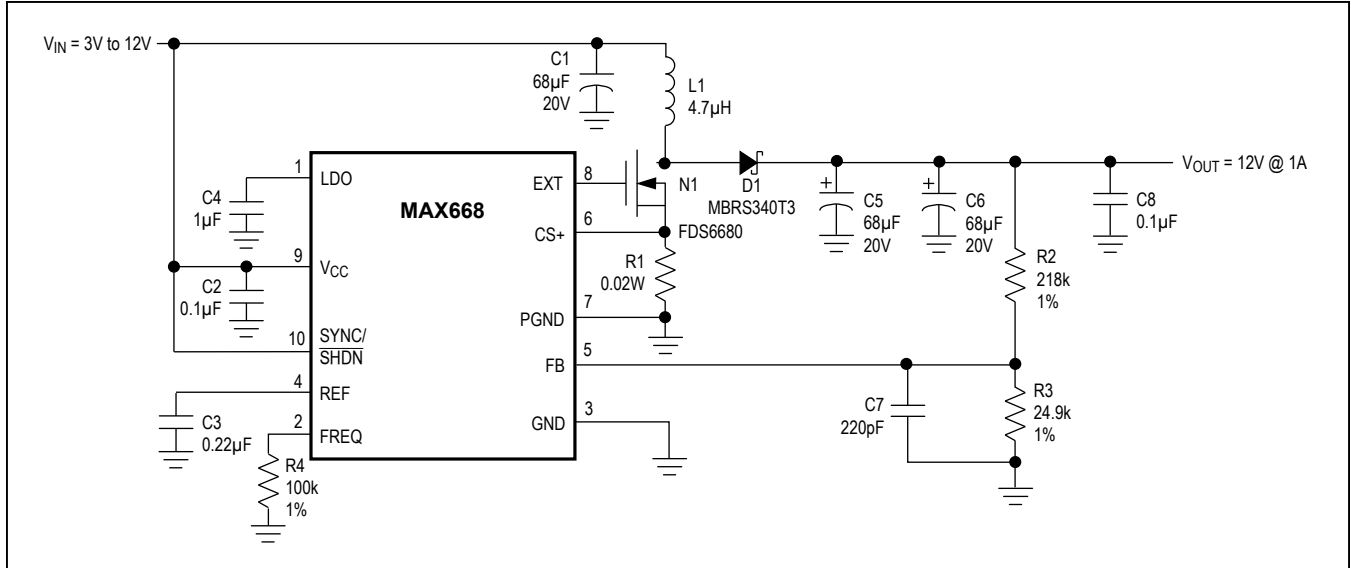 VIN = 3V to 12V
C1
68µF
20V
L1
4.7µH
1
LDO
C4
1µF
MAX668
EXT
8
N1
FDS6680
D1
MBRS340T3
VOUT = 12V @ 1A
+
C5
68µF
20V
+
C6
68µF
20V
C8
0.1µF
CS+
6
R1
0.02W
R2
218k
1%
9
VCC
C2
0.1µF
PGND
7
10
SYNC/
SHDN
FB
5
4
REF
C3
0.22µF
C7
220pF
R3
24.9k
1%
GND
3
2
FREQ
R4
100k
1%